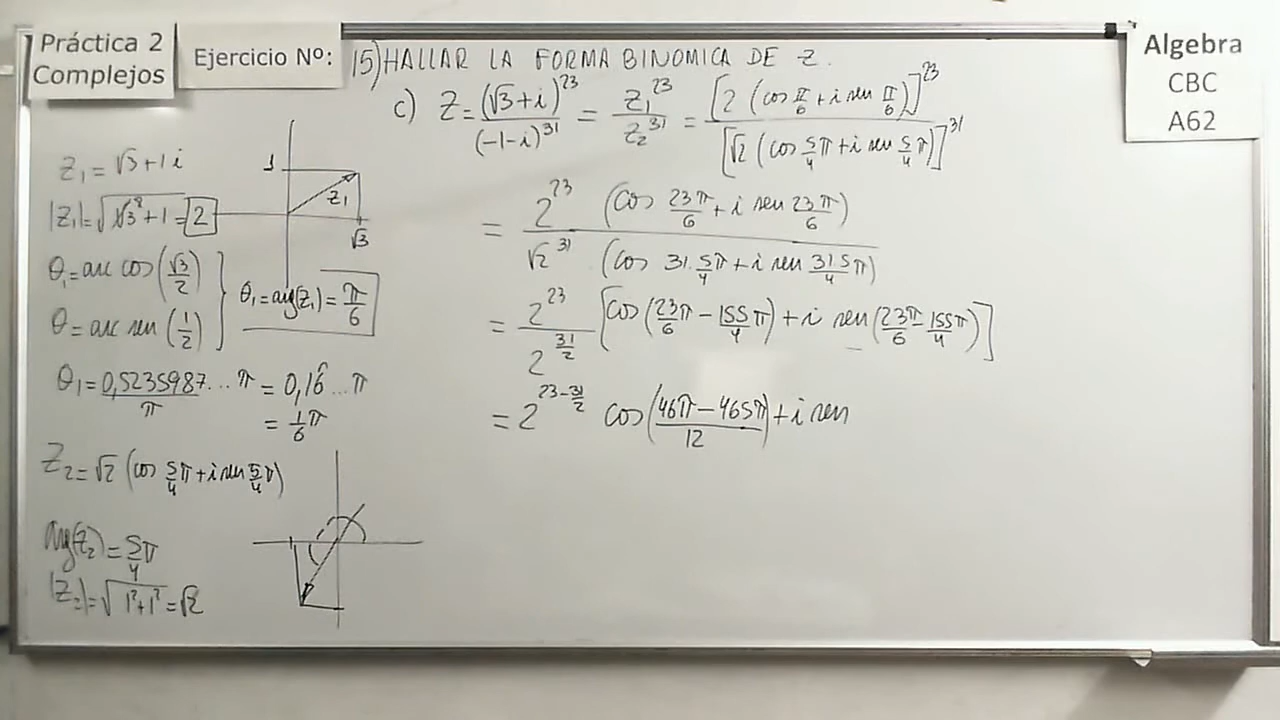 Práctica 2
Complejos
Ejercicio Nº:
15) HALLAR LA FORMA BINOMICA DE Z.
Algebra
CBC
A62
c) Z = (√3+i)^23 / (-1-i)^31 = Z₁^23 / Z₂^31 = [2 (cos π/6 + i sen π/6)]^23 / [√2 (cos 5/4 π + i sen 5/4 π)]^31
= 2^23 (cos 23π/6 + i sen 23π/6) / √2^31 (cos 31·5π/4 + i sen 31·5π/4)
= 2^23 / 2^(31/2) [cos (23π/6 - 155/4 π) + i sen (23π/6 - 155π/4)]
= 2^(23-31/2) cos ((46π - 465π)/12) + i sen
Z₁ = √3 + 1i
|Z₁| = √(√3² + 1) = 2
1
Z₁
√3
θ₁ = arc cos (√3/2)
θ = arc sen (1/2)
θ₁ = arg(Z₁) = π/6
θ₁ = 0,5235987.../π π = 0,16... π
= 1/6 π
Z₂ = √2 (cos 5/4 π + i sen 5/4 π)
arg(Z₂) = 5π/4
|Z₂| = √(1² + 1²) = √2